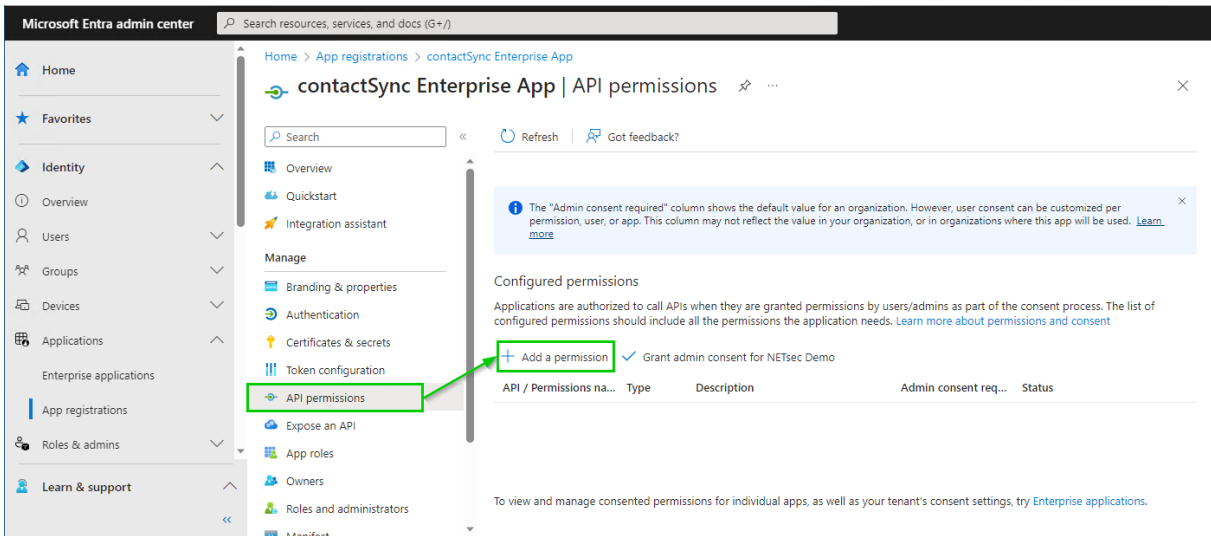 Microsoft Entra admin center
Search resources, services, and docs (G+/)
Home
Favorites
Identity
Overview
Users
Groups
Devices
Applications
Enterprise applications
App registrations
Roles & admins
Learn & support
Home > App registrations > contactSync Enterprise App
contactSync Enterprise App | API permissions
Search
Overview
Quickstart
Integration assistant
Manage
Branding & properties
Authentication
Certificates & secrets
Token configuration
API permissions
Expose an API
App roles
Owners
Roles and administrators
Manifest
Refresh
Got feedback?
The "Admin consent required" column shows the default value for an organization. However, user consent can be customized per
permission, user, or app. This column may not reflect the value in your organization, or in organizations where this app will be used. Learn
more
Configured permissions
Applications are authorized to call APIs when they are granted permissions by users/admins as part of the consent process. The list of
configured permissions should include all the permissions the application needs. Learn more about permissions and consent
Add a permission
Grant admin consent for NETsec Demo
API / Permissions na... Type Description Admin consent req... Status
To view and manage consented permissions for individual apps, as well as your tenant's consent settings, try Enterprise applications.